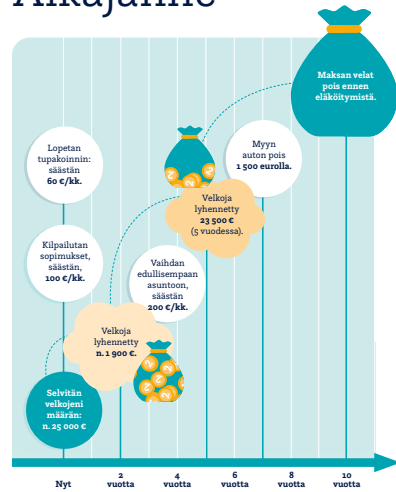 Aikajanne
Maksan velat
pois ennen
eläköitymistä.
Lopetan
tupakoinnin:
säästän
60 €/kk.
Myyn
auton pois
1 500 eurolla.
Velkoja
lyhennetty
23 500 €
(5 vuodessa).
Kilpailutan
sopimukset,
säästän,
100 €/kk.
Vaihdan
edullisempaan
asuntoon,
säästän
200 €/kk.
Velkoja
lyhennetty
n. 1 900 €.
Selvitän
velkojeni
määrän:
n. 25 000 €
Nyt
2
vuotta
4
vuotta
6
vuotta
8
vuotta
10
vuotta